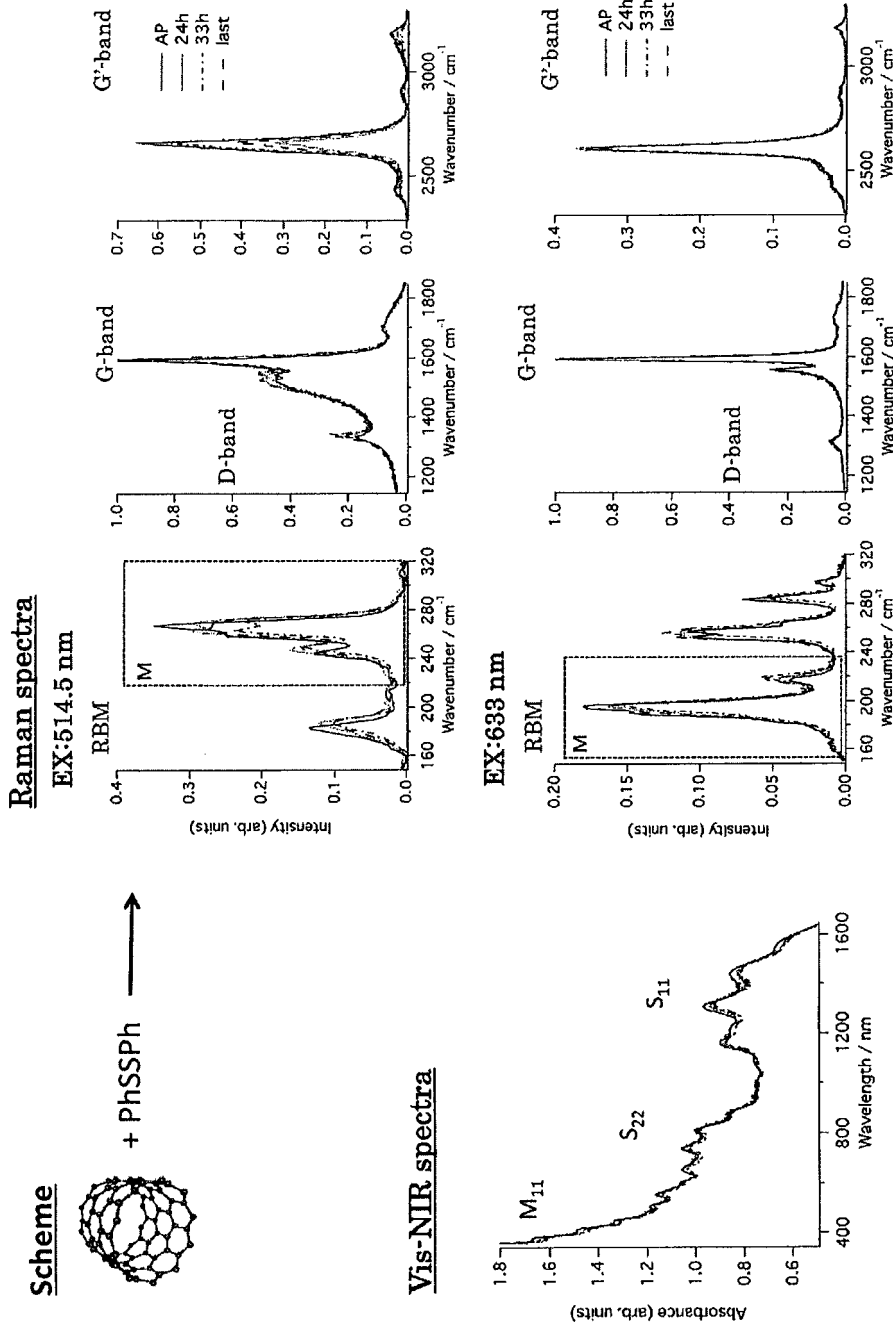 Scheme
+ PhSSPh
Vis-NIR spectra
M11
S22
S11
Absorbance (arb. units)
1.8
1.6
1.4
1.2
1.0
0.8
0.6
400
800
1200
1600
Wavelength / nm
Raman spectra
EX:514.5 nm
RBM
M
Intensity (arb. units)
0.4
0.3
0.2
0.1
0.0
160
200
240
280
320
Wavenumber / cm-1
G-band
D-band
1.0
0.8
0.6
0.4
0.2
0.0
1200
1400
1600
1800
Wavenumber / cm-1
G'-band
AP
24h
33h
last
0.7
0.6
0.5
0.4
0.3
0.2
0.1
0.0
2500
3000
Wavenumber / cm-1
EX:633 nm
RBM
M
Intensity (arb. units)
0.20
0.15
0.10
0.05
0.00
160
200
240
280
320
Wavenumber / cm-1
G-band
D-band
1.0
0.8
0.6
0.4
0.2
0.0
1200
1400
1600
1800
Wavenumber / cm-1
G'-band
AP
24h
33h
last
0.4
0.3
0.2
0.1
0.0
2500
3000
Wavenumber / cm-1